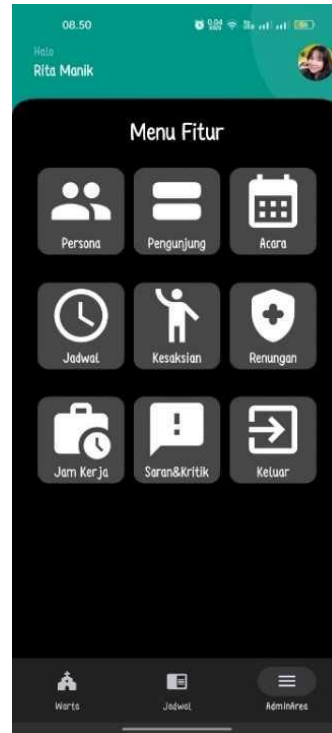 08.50
Halo
Rita Manik
Menu Fitur
Persona Pengunjung Acara
Jadwal Kesaksian Renungan
Jam Kerja Saran&Kritik Keluar
Warta Jadwal AdminArea